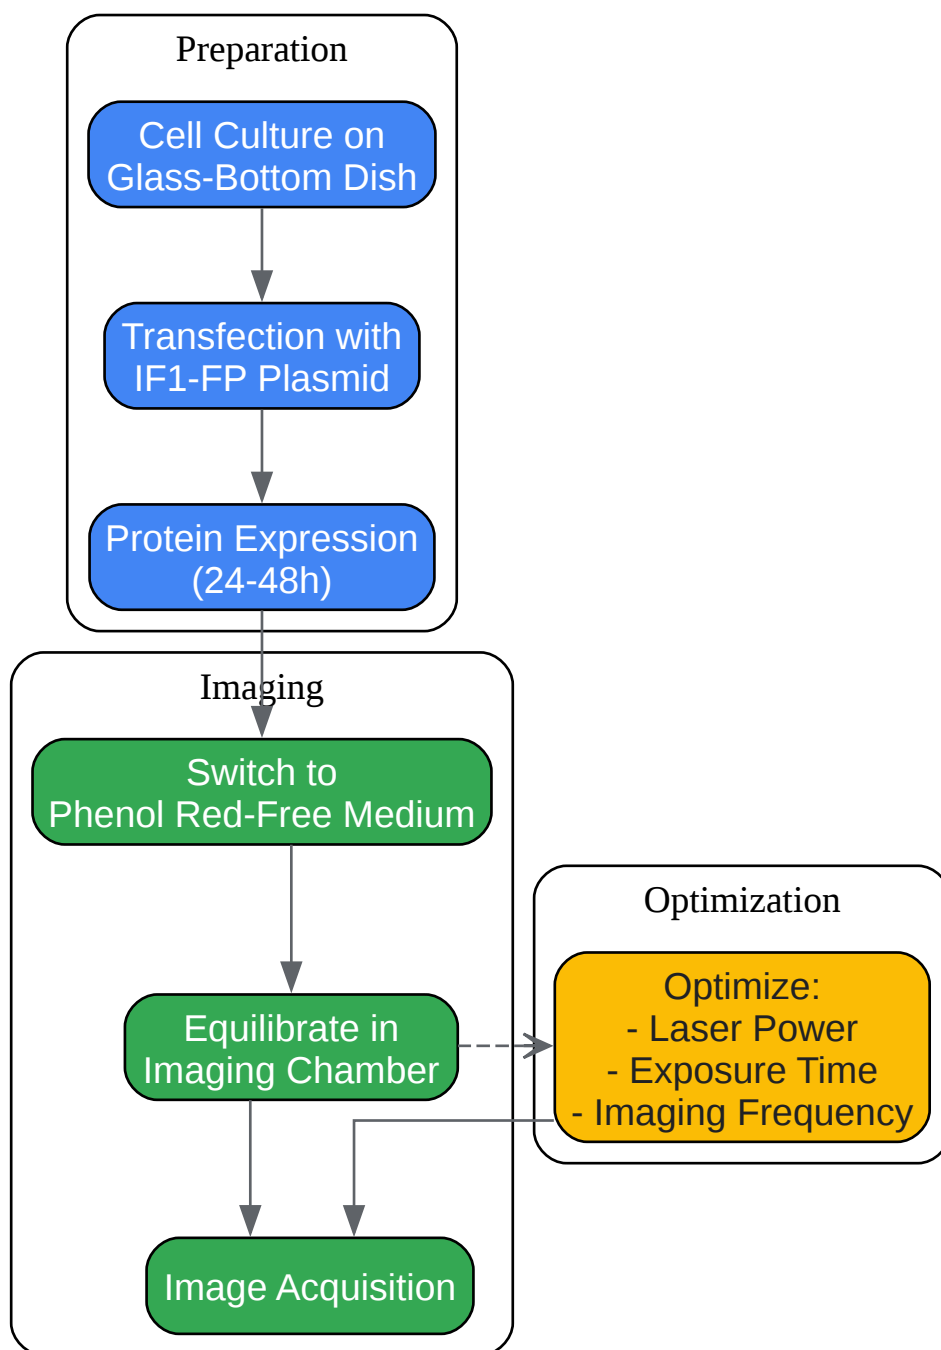 Preparation
Cell Culture on
Glass-Bottom Dish
Transfection with
IF1-FP Plasmid
Protein Expression
(24-48h)
Imaging
Switch to
Phenol Red-Free Medium
Equilibrate in
Imaging Chamber
Optimization
Optimize:
- Laser Power
- Exposure Time
- Imaging Frequency
Image Acquisition